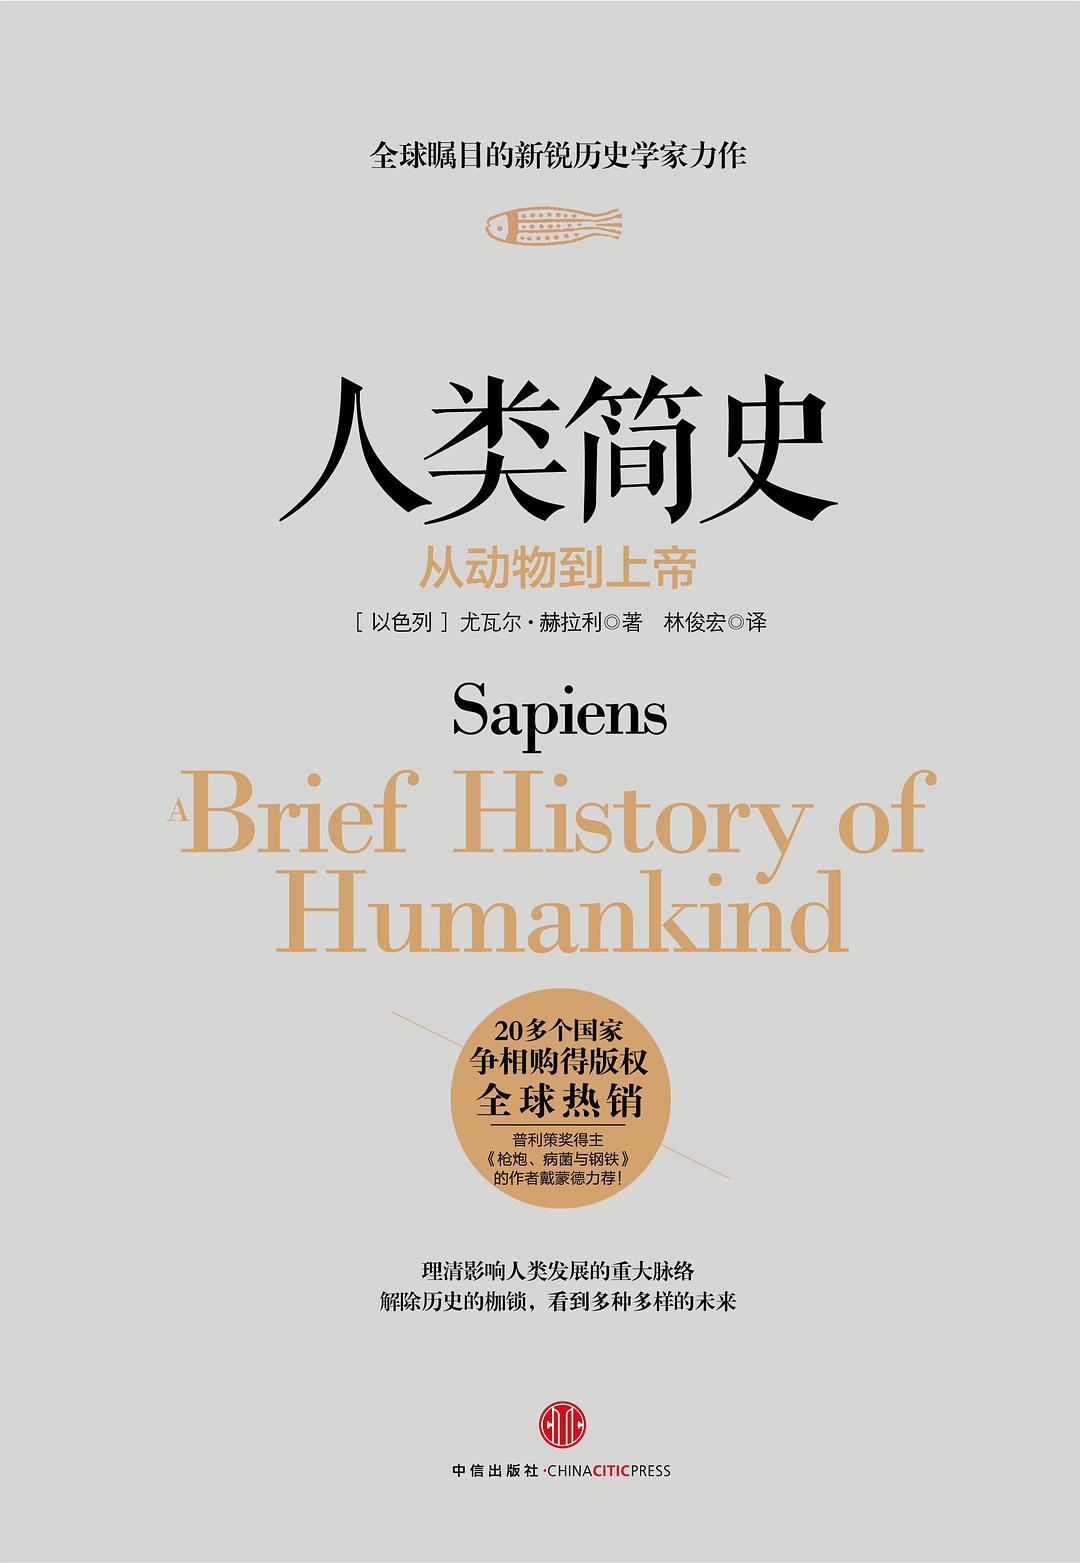 全球瞩目的新锐历史学家力作
人类简史
从动物到上帝
［以色列］尤瓦尔·赫拉利◎著　林俊宏◎译
Sapiens
A Brief History of
Humankind
20多个国家
争相购得版权
全球热销
普利策奖得主
《枪炮、病菌与钢铁》
的作者戴蒙德力荐！
理清影响人类发展的重大脉络
解除历史的枷锁，看到多种多样的未来
中信出版社·CHINACITICPRESS